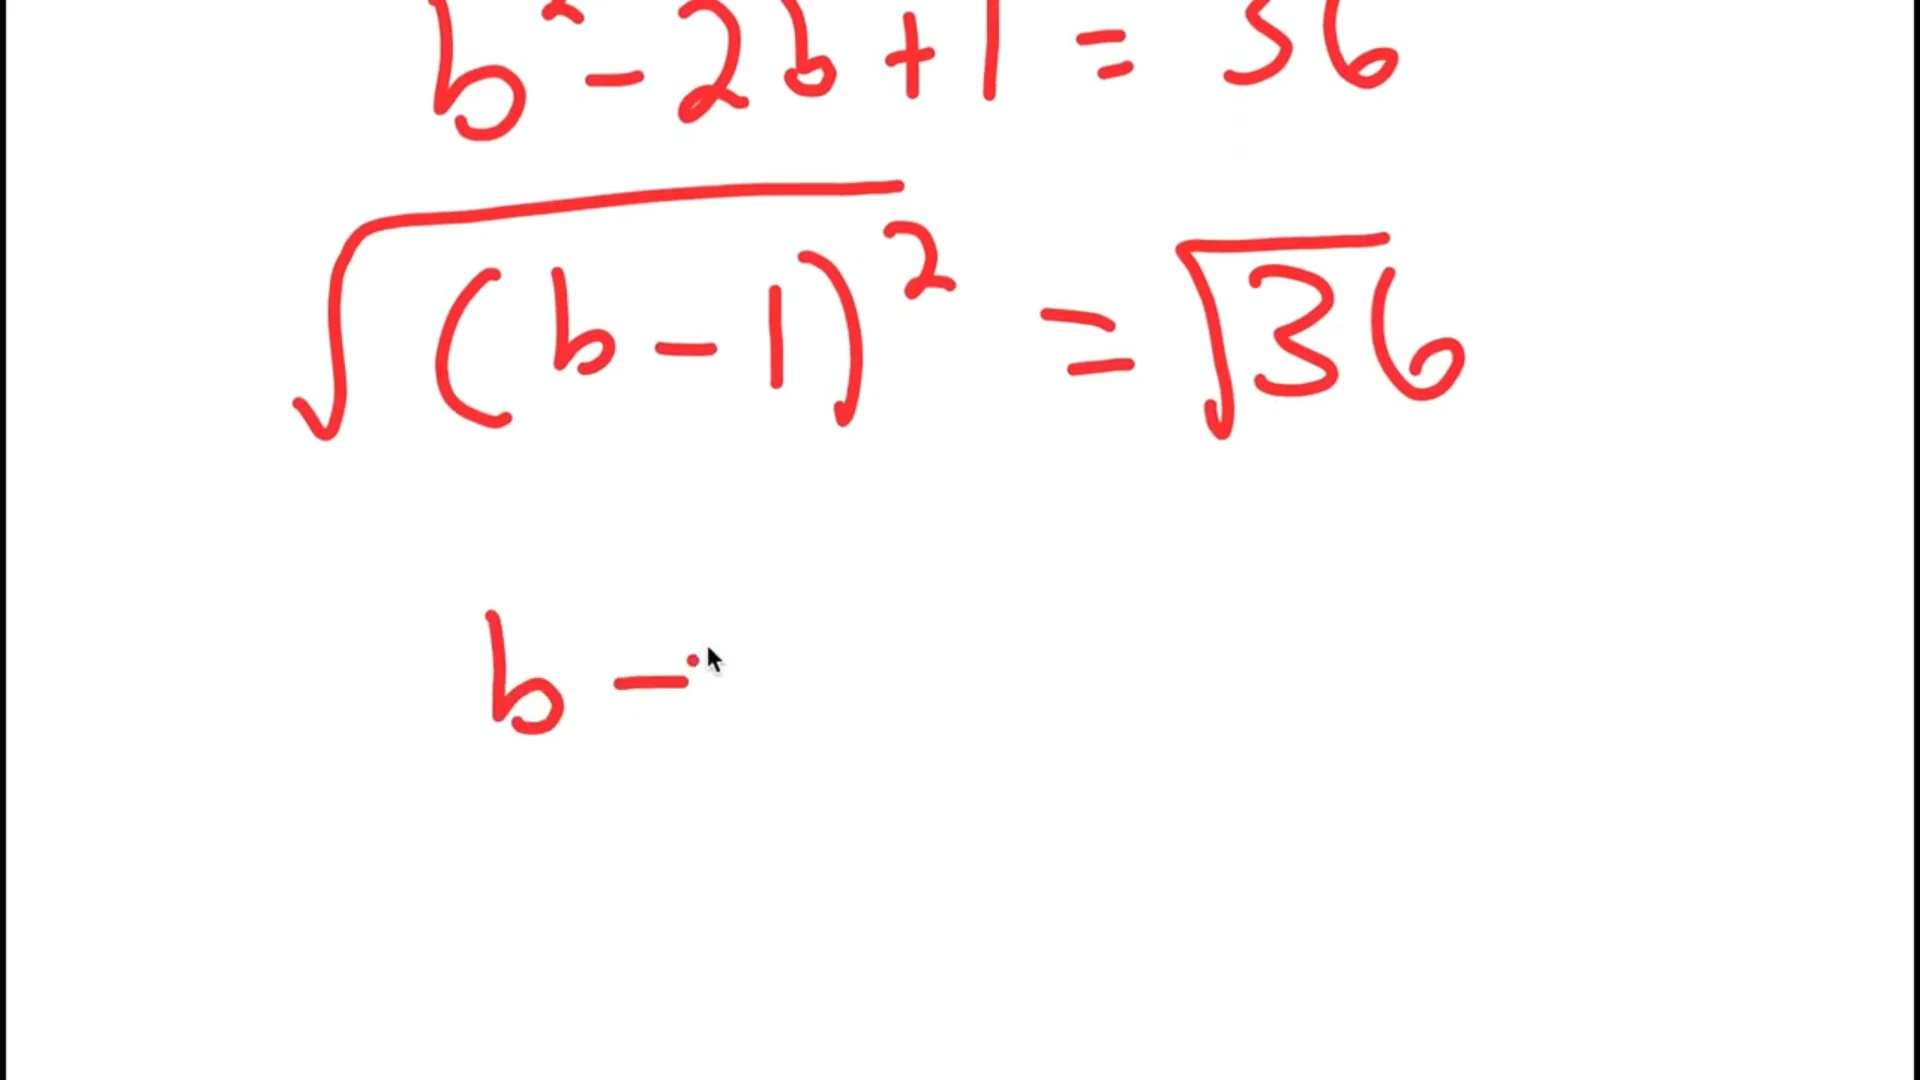 b² - 2b + 1 = 36
√(b - 1)² = √36
b -